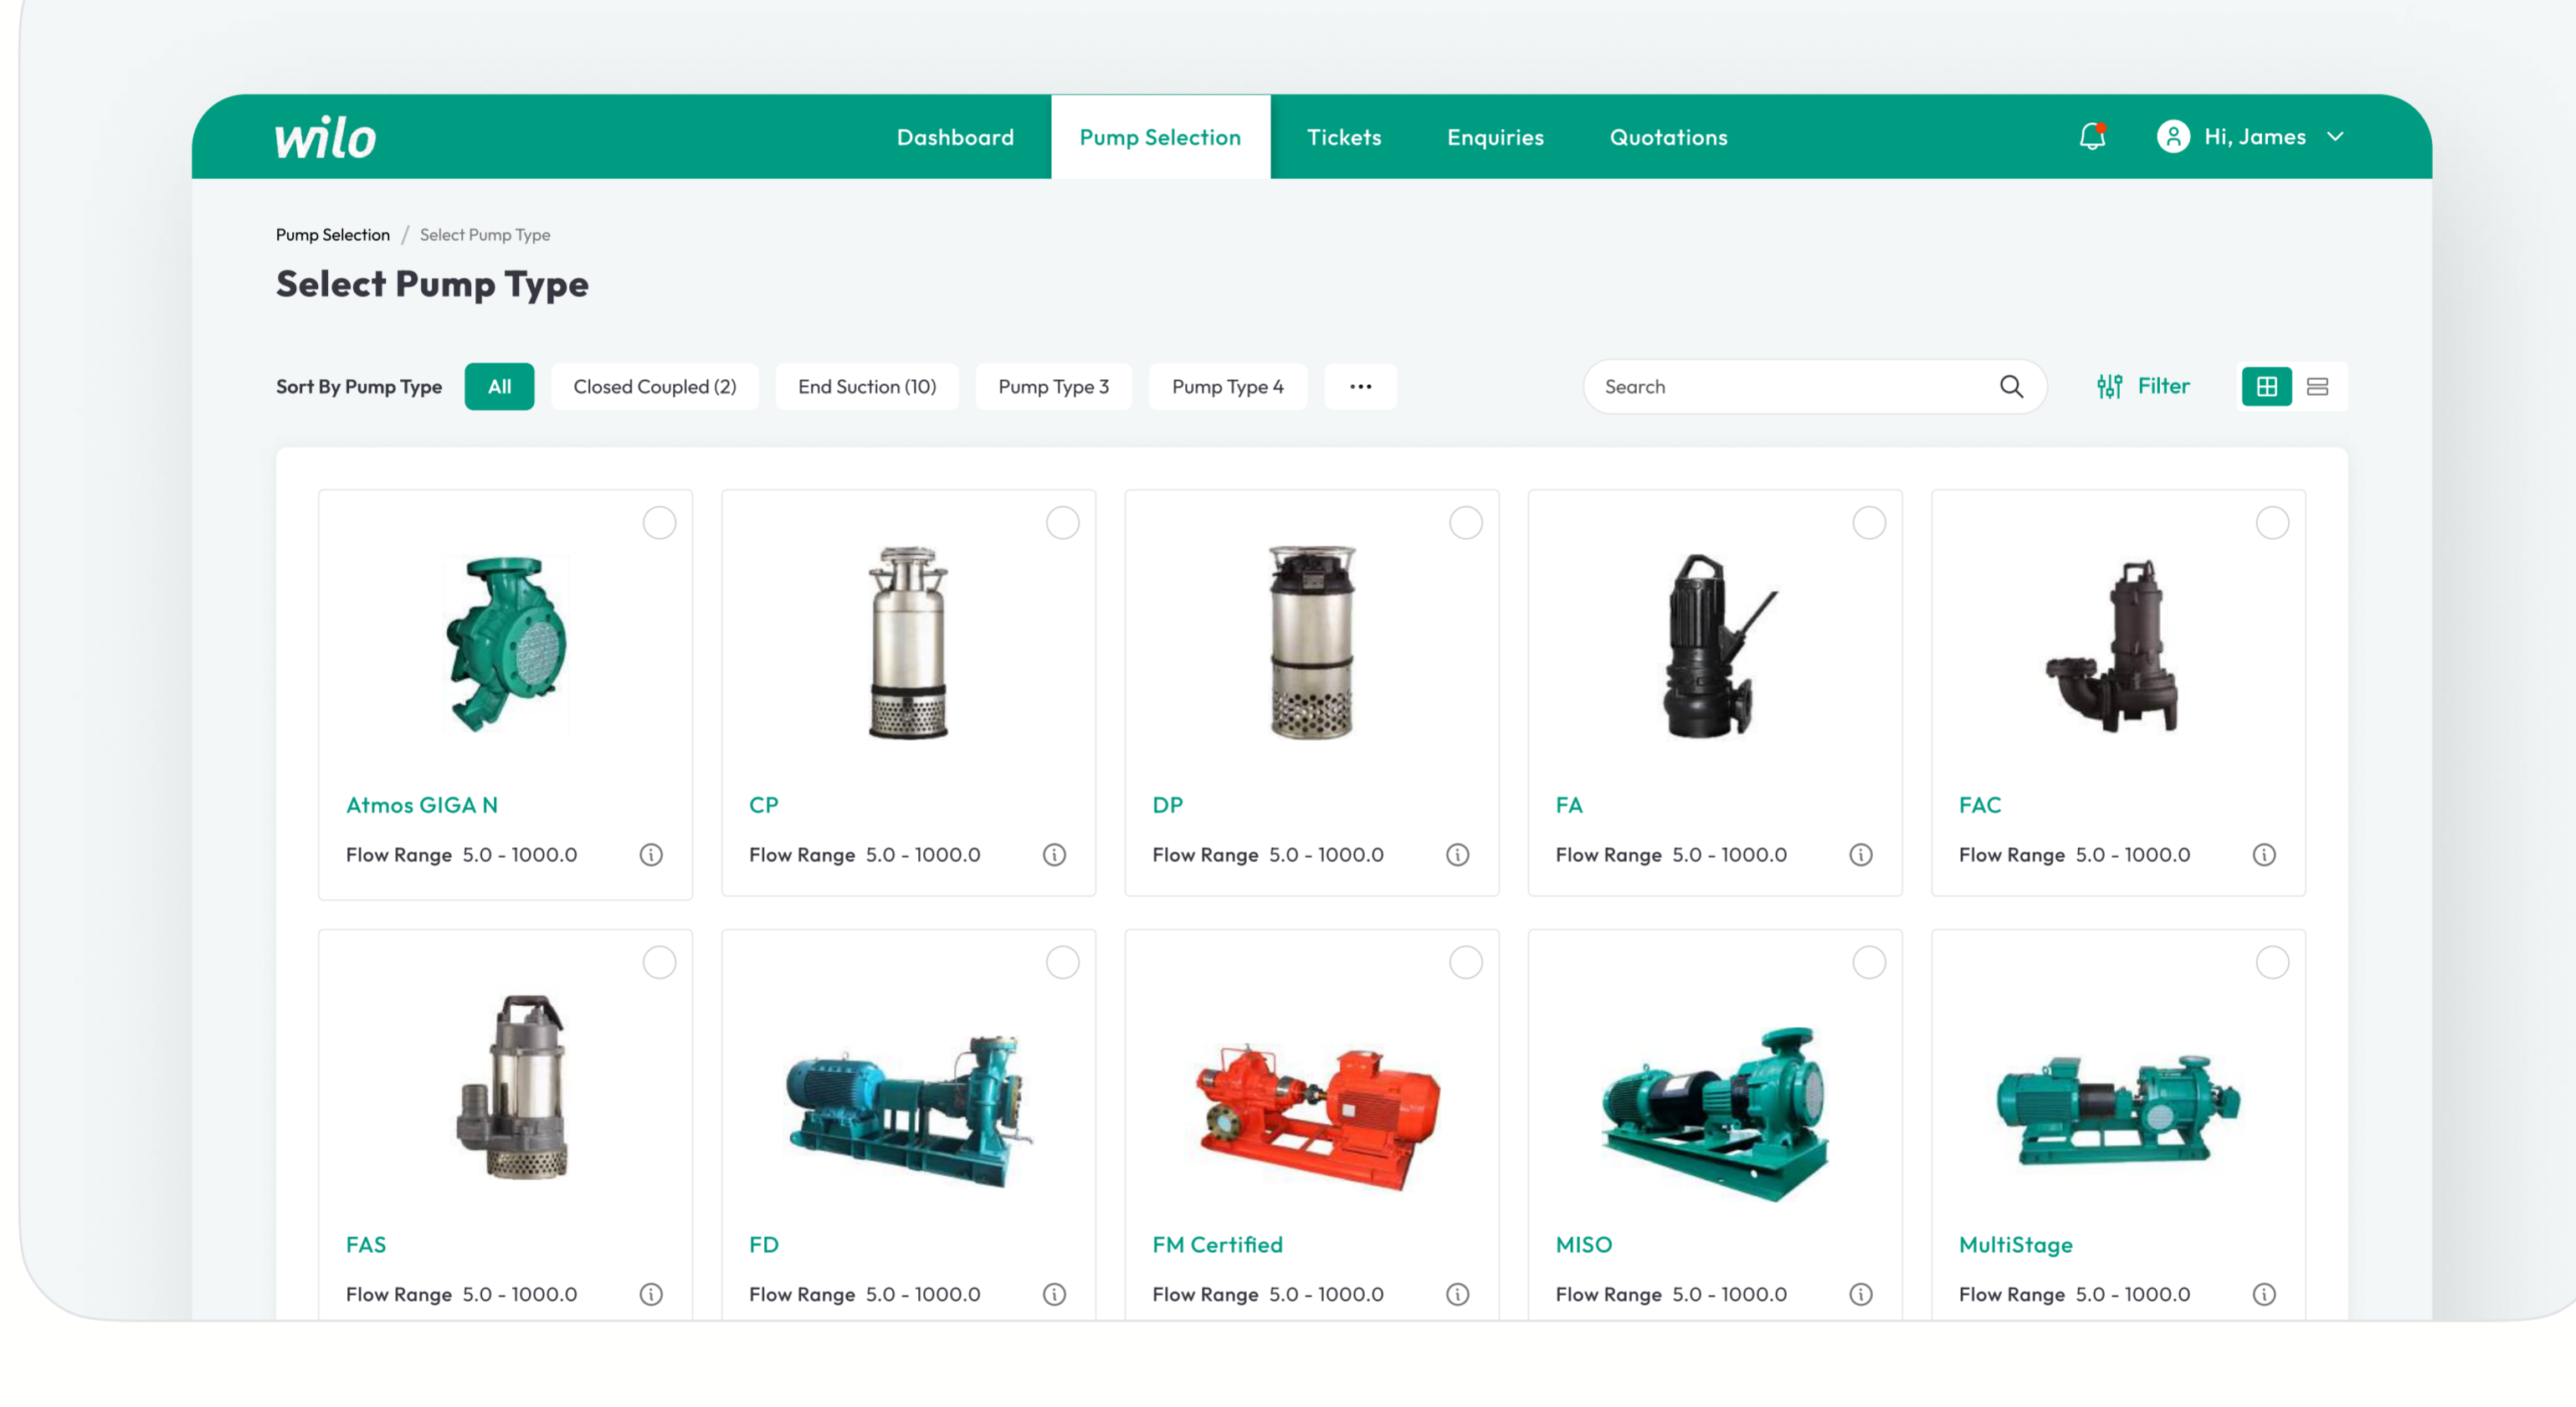 wilo
Dashboard Pump Selection Tickets Enquiries Quotations Hi, James
Pump Selection / Select Pump Type
Select Pump Type
Sort By Pump Type All Closed Coupled (2) End Suction (10) Pump Type 3 Pump Type 4 ... Search Filter
Atmos GIGA N CP DP FA FAC
Flow Range 5.0 - 1000.0 Flow Range 5.0 - 1000.0 Flow Range 5.0 - 1000.0 Flow Range 5.0 - 1000.0 Flow Range 5.0 - 1000.0
FAS FD FM Certified MISO MultiStage
Flow Range 5.0 - 1000.0 Flow Range 5.0 - 1000.0 Flow Range 5.0 - 1000.0 Flow Range 5.0 - 1000.0 Flow Range 5.0 - 1000.0